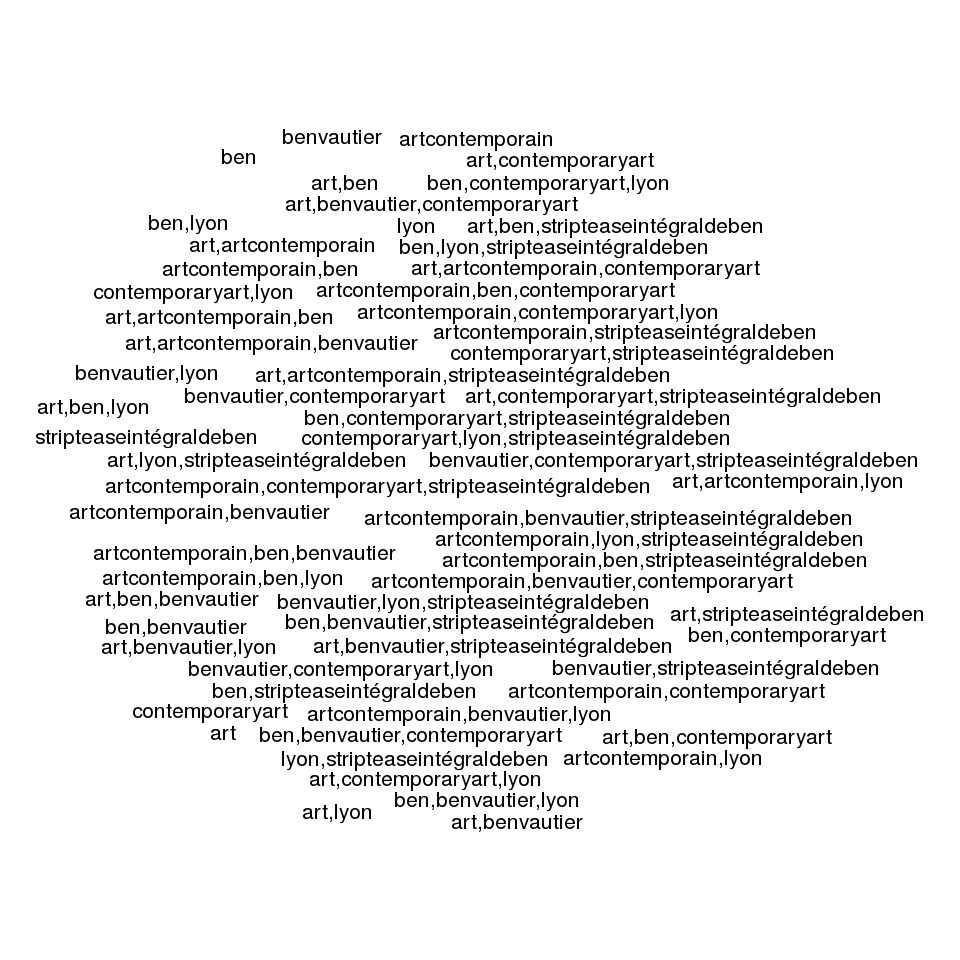 benvautier artcontemporain
ben art,contemporaryart
art,ben ben,contemporaryart,lyon
art,benvautier,contemporaryart
ben,lyon lyon art,ben,stripteaseintégraldeben
art,artcontemporain ben,lyon,stripteaseintégraldeben
artcontemporain,ben art,artcontemporain,contemporaryart
contemporaryart,lyon artcontemporain,ben,contemporaryart
art,artcontemporain,ben artcontemporain,contemporaryart,lyon
artcontemporain,stripteaseintégraldeben
art,artcontemporain,benvautier contemporaryart,stripteaseintégraldeben
benvautier,lyon art,artcontemporain,stripteaseintégraldeben
benvautier,contemporaryart art,contemporaryart,stripteaseintégraldeben
art,ben,lyon ben,contemporaryart,stripteaseintégraldeben
stripteaseintégraldeben contemporaryart,lyon,stripteaseintégraldeben
art,lyon,stripteaseintégraldeben benvautier,contemporaryart,stripteaseintégraldeben
artcontemporain,contemporaryart,stripteaseintégraldeben art,artcontemporain,lyon
artcontemporain,benvautier artcontemporain,benvautier,stripteaseintégraldeben
artcontemporain,lyon,stripteaseintégraldeben
artcontemporain,ben,benvautier artcontemporain,ben,stripteaseintégraldeben
artcontemporain,ben,lyon artcontemporain,benvautier,contemporaryart
art,ben,benvautier benvautier,lyon,stripteaseintégraldeben
art,stripteaseintégraldeben
ben,benvautier ben,benvautier,stripteaseintégraldeben
ben,contemporaryart
art,benvautier,lyon art,benvautier,stripteaseintégraldeben
benvautier,contemporaryart,lyon benvautier,stripteaseintégraldeben
ben,stripteaseintégraldeben artcontemporain,contemporaryart
contemporaryart artcontemporain,benvautier,lyon
art ben,benvautier,contemporaryart art,ben,contemporaryart
lyon,stripteaseintégraldeben artcontemporain,lyon
art,contemporaryart,lyon
ben,benvautier,lyon
art,lyon
art,benvautier